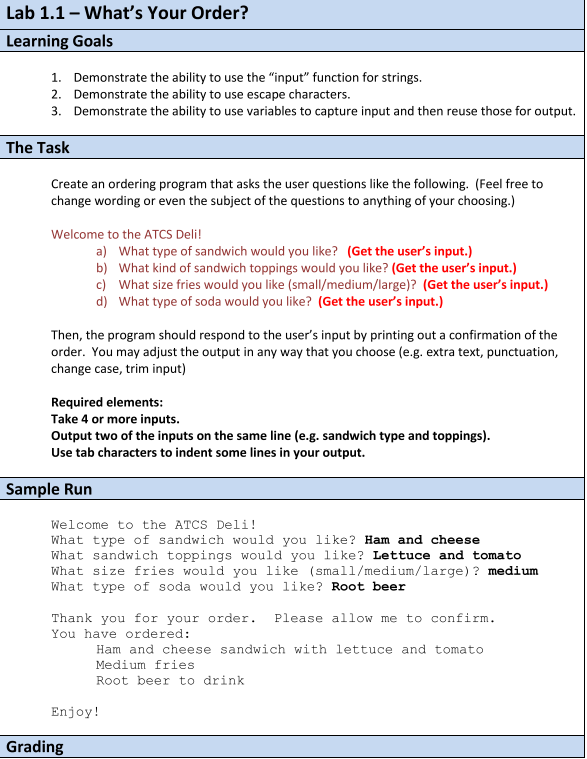 Lab 1.1 – What’s Your Order?
Learning Goals
1. Demonstrate the ability to use the “input” function for strings.
2. Demonstrate the ability to use escape characters.
3. Demonstrate the ability to use variables to capture input and then reuse those for output.
The Task
Create an ordering program that asks the user questions like the following.  (Feel free to
change wording or even the subject of the questions to anything of your choosing.)
Welcome to the ATCS Deli!
a) What type of sandwich would you like?  (Get the user’s input.)
b) What kind of sandwich toppings would you like? (Get the user’s input.)
c) What size fries would you like (small/medium/large)?  (Get the user’s input.)
d) What type of soda would you like?  (Get the user’s input.)
Then, the program should respond to the user’s input by printing out a confirmation of the
order.  You may adjust the output in any way that you choose (e.g. extra text, punctuation,
change case, trim input)
Required elements:
Take 4 or more inputs.
Output two of the inputs on the same line (e.g. sandwich type and toppings).
Use tab characters to indent some lines in your output.
Sample Run
Welcome to the ATCS Deli!
What type of sandwich would you like? Ham and cheese
What sandwich toppings would you like? Lettuce and tomato
What size fries would you like (small/medium/large)? medium
What type of soda would you like? Root beer
Thank you for your order.  Please allow me to confirm.
You have ordered:
Ham and cheese sandwich with lettuce and tomato
Medium fries
Root beer to drink
Enjoy!
Grading